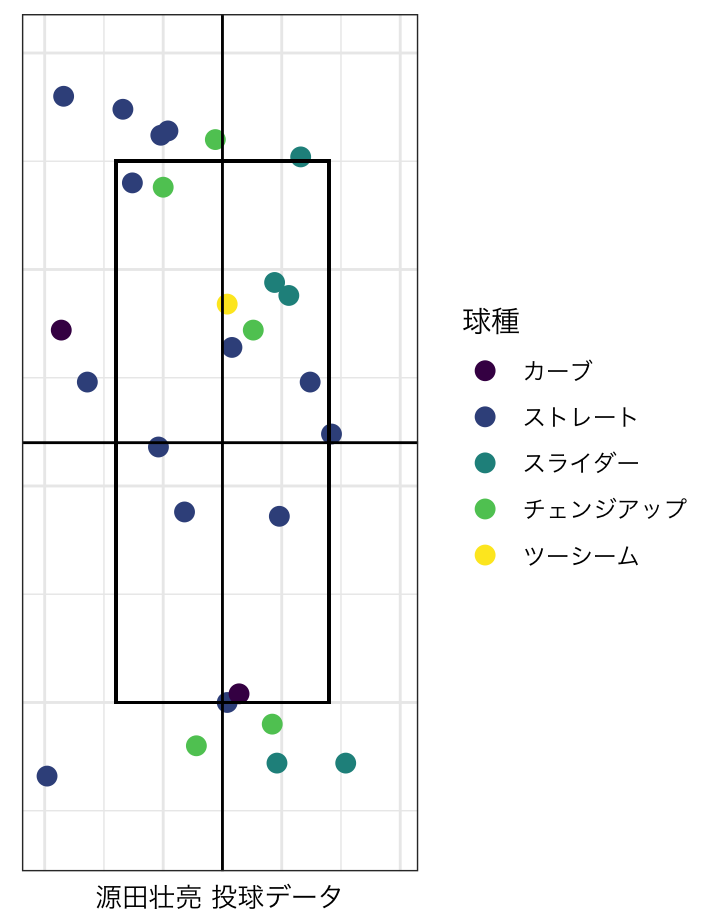 球種
カーブ
ストレート
スライダー
チェンジアップ
ツーシーム
源田壮亮 投球データ